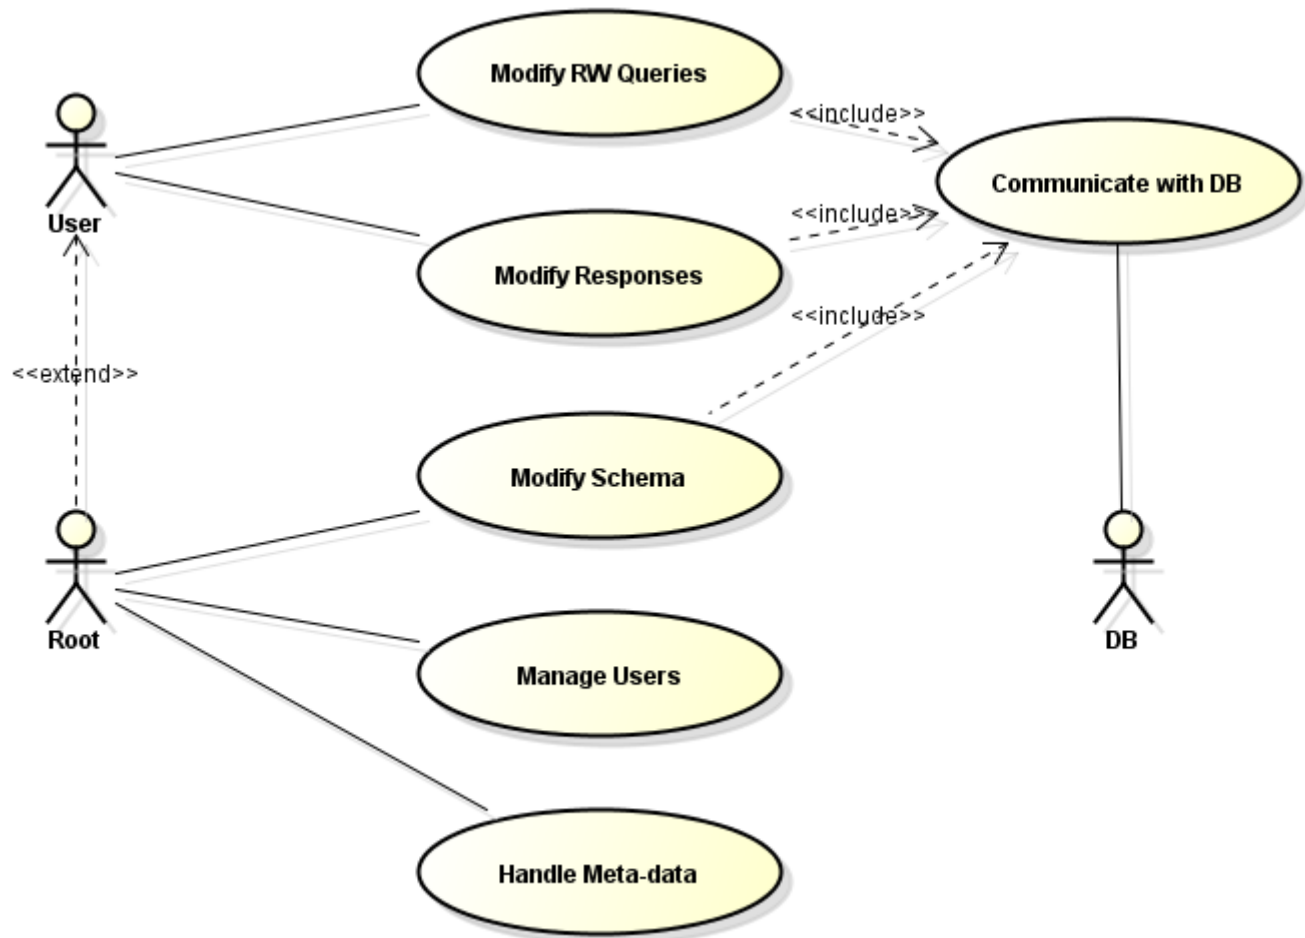 Modify RW Queries
<<include>>
Communicate with DB
User
<<include>>
Modify Responses
<<include>>
<<extend>>
Modify Schema
Root
DB
Manage Users
Handle Meta-data